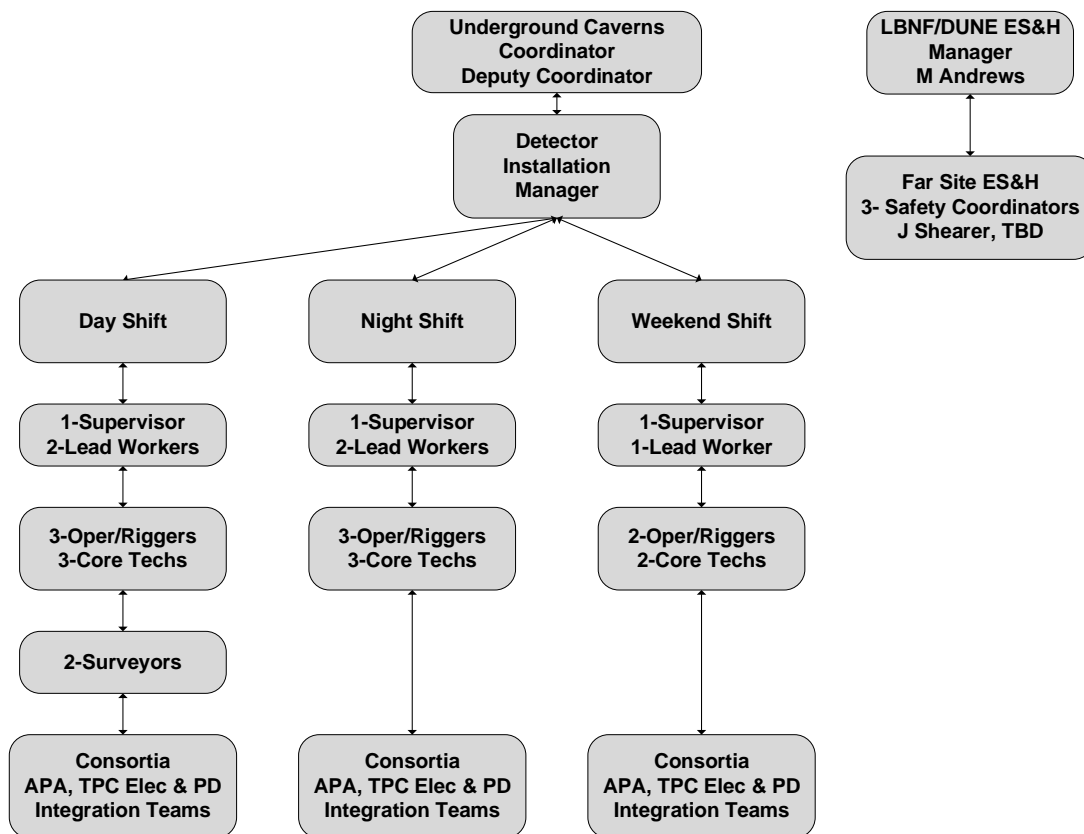 Underground Caverns
Coordinator
Deputy Coordinator
LBNF/DUNE ES&H
Manager
M Andrews
Detector
Installation
Manager
Far Site ES&H
3- Safety Coordinators
J Shearer, TBD
Day Shift
Night Shift
Weekend Shift
1-Supervisor
2-Lead Workers
1-Supervisor
2-Lead Workers
1-Supervisor
1-Lead Worker
3-Oper/Riggers
3-Core Techs
3-Oper/Riggers
3-Core Techs
2-Oper/Riggers
2-Core Techs
2-Surveyors
Consortia
APA, TPC Elec & PD
Integration Teams
Consortia
APA, TPC Elec & PD
Integration Teams
Consortia
APA, TPC Elec & PD
Integration Teams